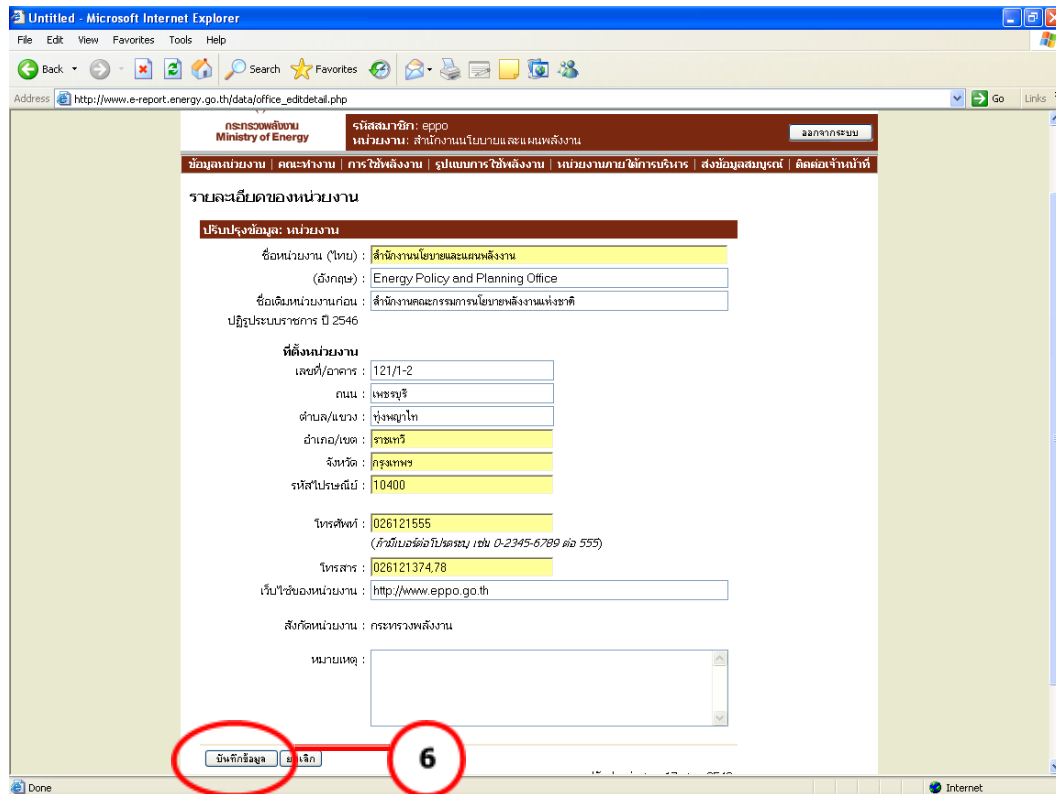 Untitled - Microsoft Internet Explorer
File Edit View Favorites Tools Help
Back Search Favorites
Address http://www.e-report.energy.go.th/data/office_editdetail.php Go Links
กระทรวงพลังงาน
Ministry of Energy
รหัสสมาชิก: eppo
หน่วยงาน: สำนักงานนโยบายและแผนพลังงาน
ออกจากระบบ
ข้อมูลหน่วยงาน | คณะทำงาน | การใช้พลังงาน | รูปแบบการใช้พลังงาน | หน่วยงานภายใต้การบริหาร | ส่งข้อมูลสมบูรณ์ | ติดต่อเจ้าหน้าที่
รายละเอียดของหน่วยงาน
ปรับปรุงข้อมูล: หน่วยงาน
ชื่อหน่วยงาน (ไทย) : สำนักงานนโยบายและแผนพลังงาน
(อังกฤษ) : Energy Policy and Planning Office
ชื่อเดิมหน่วยงานก่อน : สำนักงานคณะกรรมการนโยบายพลังงานแห่งชาติ
ปฏิรูประบบราชการ ปี 2546
ที่ตั้งหน่วยงาน
เลขที่/อาคาร : 121/1-2
ถนน : เพชรบุรี
ตำบล/แขวง : ทุ่งพญาไท
อำเภอ/เขต : ราชเทวี
จังหวัด : กรุงเทพฯ
รหัสไปรษณีย์ : 10400
โทรศัพท์ : 026121555
(ถ้ามีเบอร์ต่อโปรดระบุ เช่น 0-2345-6789 ต่อ 555)
โทรสาร : 026121374,78
เว็บไซ้ของหน่วยงาน : http://www.eppo.go.th
สังกัดหน่วยงาน : กระทรวงพลังงาน
หมายเหตุ :
บันทึกข้อมูล ยกเลิก
6
Done Internet